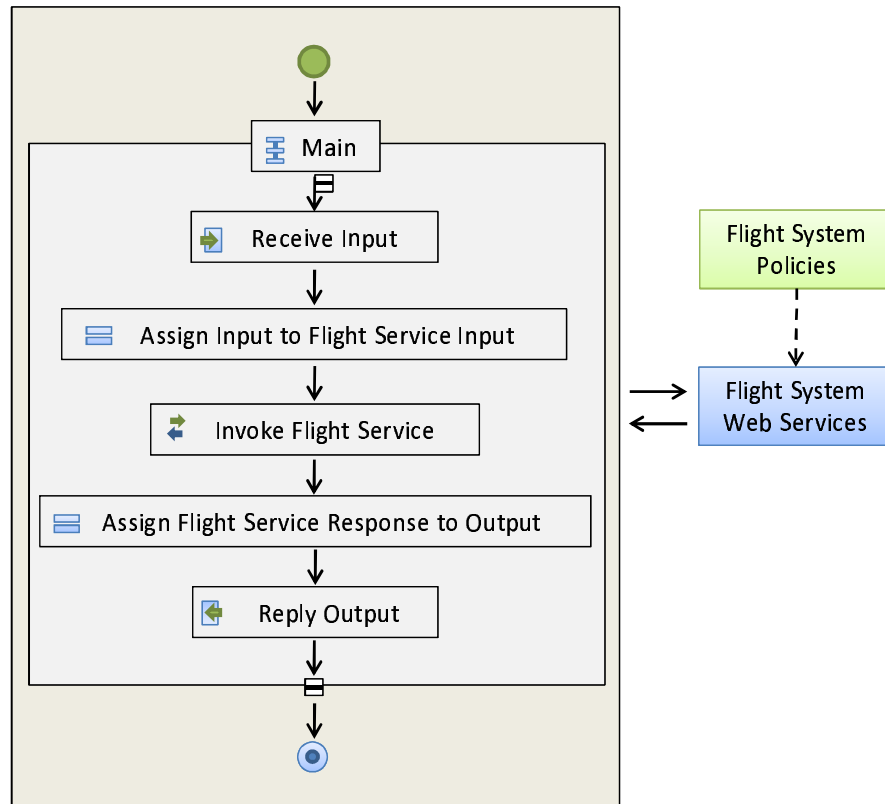 Main
Receive Input
Assign Input to Flight Service Input
Invoke Flight Service
Assign Flight Service Response to Output
Reply Output
Flight System
Policies
Flight System
Web Services